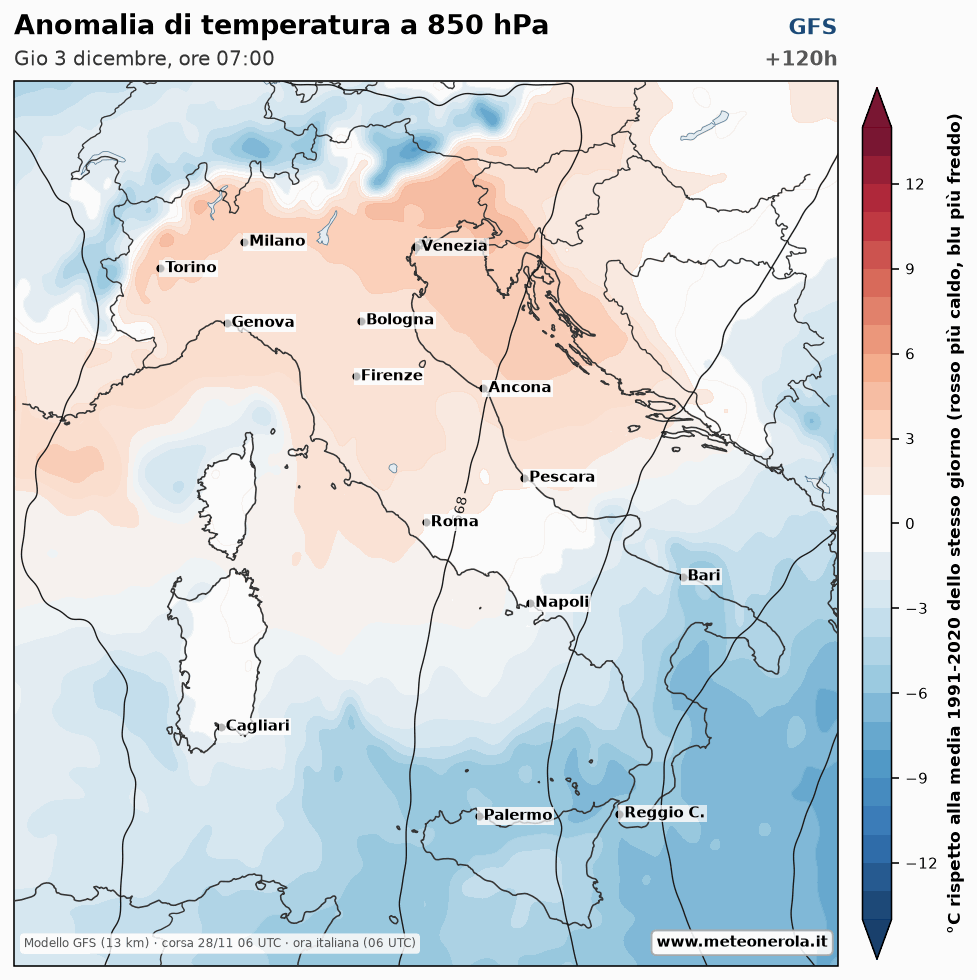 Anomalia di temperatura a 850 hPa
GFS
Gio 3 dicembre, ore 07:00
+120h
Milano
Venezia
Torino
Genova
Bologna
Firenze
Ancona
Pescara
68
Roma
Bari
Napoli
Cagliari
Palermo
Reggio C.
12
9
6
3
0
−3
−6
−9
−12
°C rispetto alla media 1991-2020 dello stesso giorno (rosso più caldo, blu più freddo)
Modello GFS (13 km) · corsa 28/11 06 UTC · ora italiana (06 UTC)
www.meteonerola.it